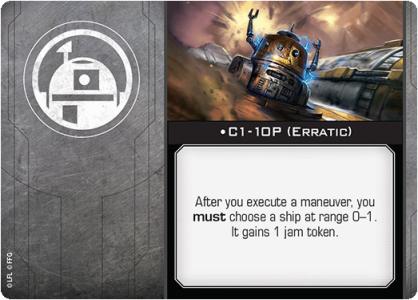 •C1-10P (Erratic)
After you execute a maneuver, you
must choose a ship at range 0–1.
It gains 1 jam token.
©LFL ©FFG